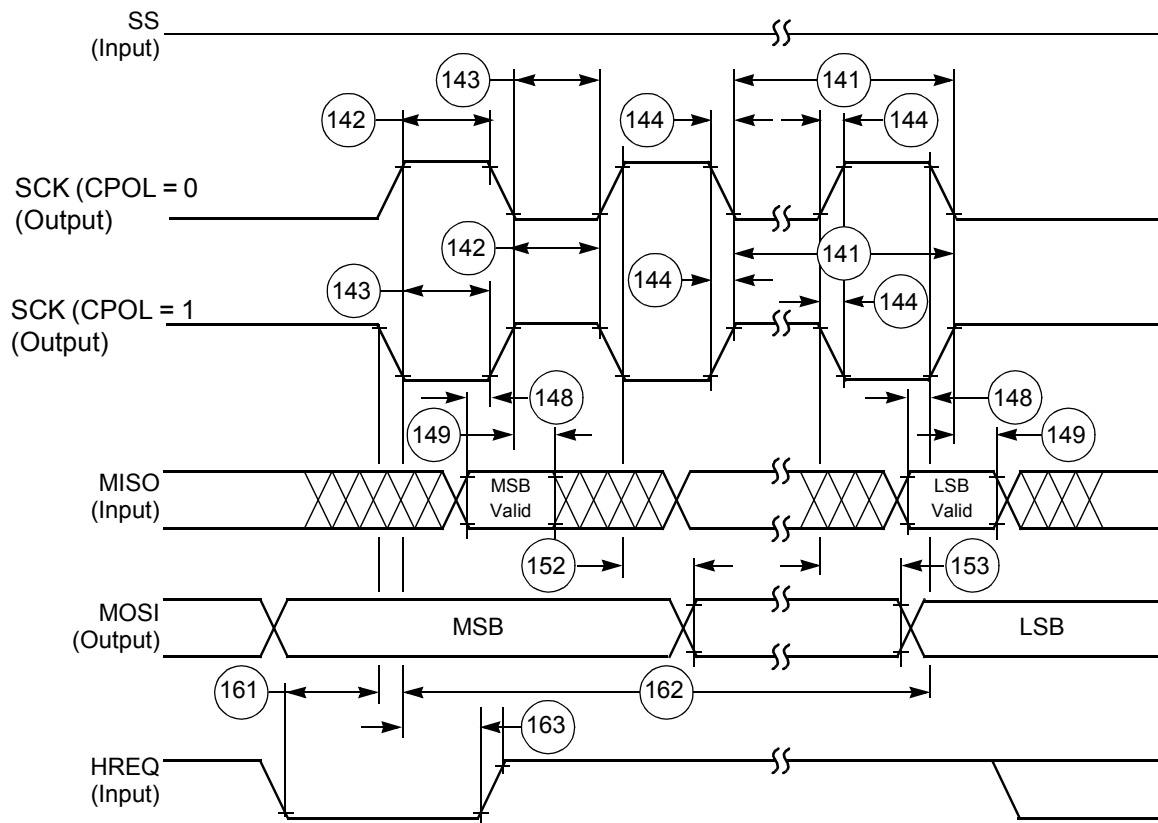 SS
(Input)
143
141
142
144
144
SCK (CPOL = 0
(Output)
142
141
143
144
144
SCK (CPOL = 1
(Output)
148
148
149
149
MISO
(Input)
MSB
Valid
LSB
Valid
152
153
MOSI
(Output)
MSB
LSB
161
162
163
HREQ
(Input)